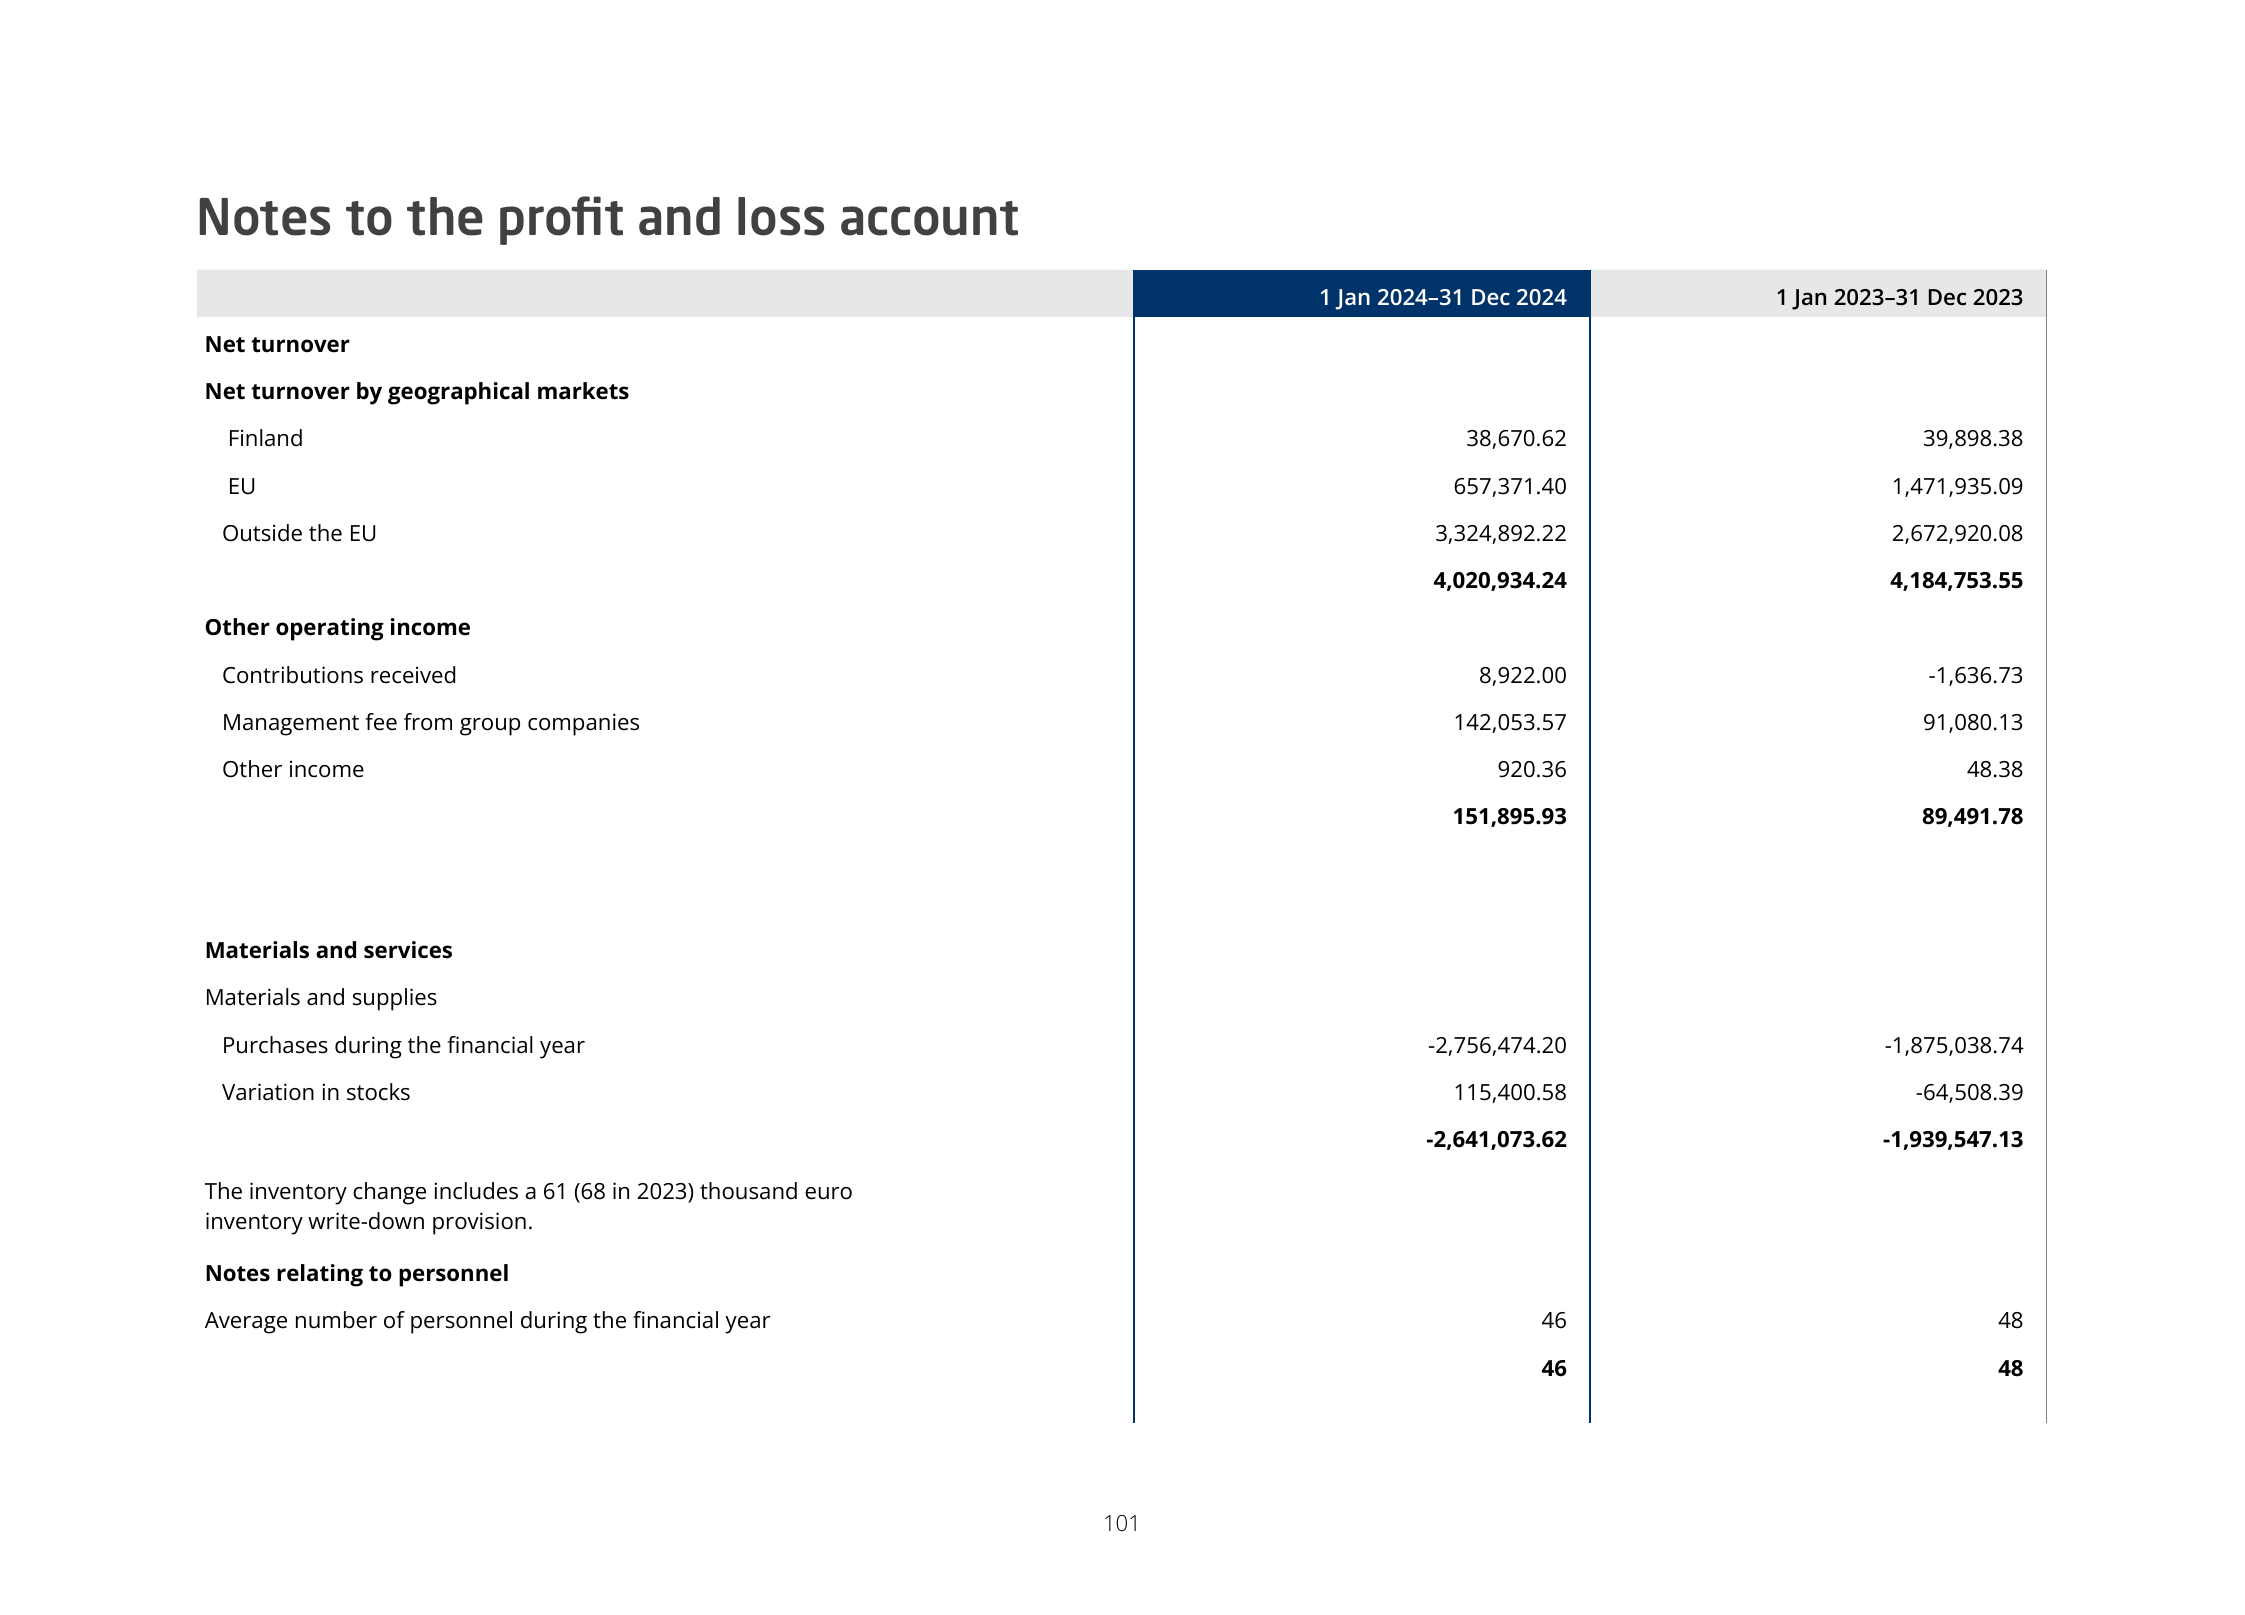 Notes to the profit and loss account
1 Jan 2024–31 Dec 2024 1 Jan 2023–31 Dec 2023
Net turnover
Net turnover by geographical markets
Finland 38,670.62 39,898.38
EU 657,371.40 1,471,935.09
Outside the EU 3,324,892.22 2,672,920.08
4,020,934.24 4,184,753.55
Other operating income
Contributions received 8,922.00 -1,636.73
Management fee from group companies 142,053.57 91,080.13
Other income 920.36 48.38
151,895.93 89,491.78
Materials and services
Materials and supplies
Purchases during the financial year -2,756,474.20 -1,875,038.74
Variation in stocks 115,400.58 -64,508.39
-2,641,073.62 -1,939,547.13
The inventory change includes a 61 (68 in 2023) thousand euro
inventory write-down provision.
Notes relating to personnel
Average number of personnel during the financial year 46 48
46 48
101